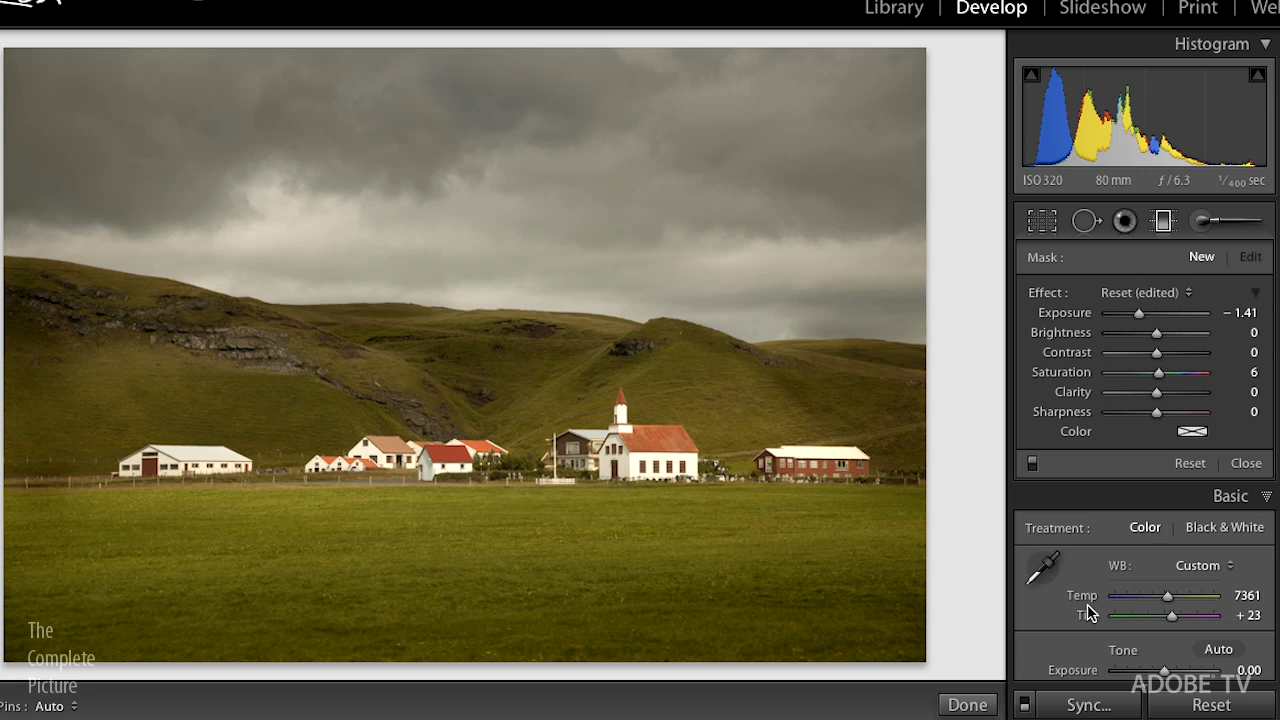 Library | Develop | Slideshow | Print | We
Histogram
ISO 320 80 mm ƒ / 6.3 1/400 sec
Mask : New | Edit
Effect : Reset (edited)
Exposure − 1.41
Brightness 0
Contrast 0
Saturation 6
Clarity 0
Sharpness 0
Color
Reset | Close
Basic
Treatment : Color | Black & White
WB : Custom
Temp 7361
+ 23
Tone Auto
Exposure 0.00
The
Complete
Picture
ADOBE® TV
Pins : Auto
Done
Sync...
Reset